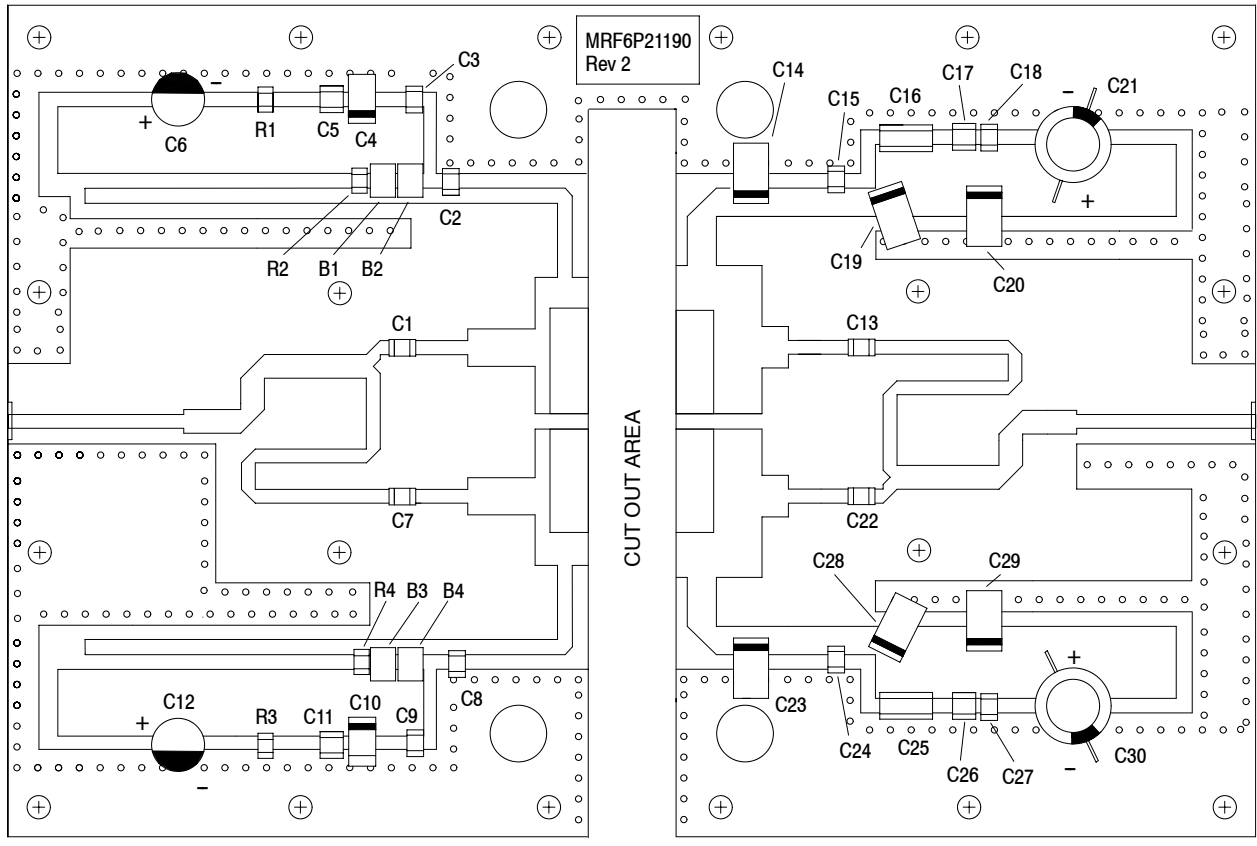 MRF6P21190
Rev 2
C3
C14
C17 C18
C15 C16 C21
- -
+ C6 R1 C5 C4
+
C2
R2 B1 B2
C19
C20
C1 C13
CUT OUT AREA
C7 C22
C28 C29
R4 B3 B4
C12
+ R3 C11 C10 C9 C8
+
C23
C24 C25
C26 C27
C30
- -